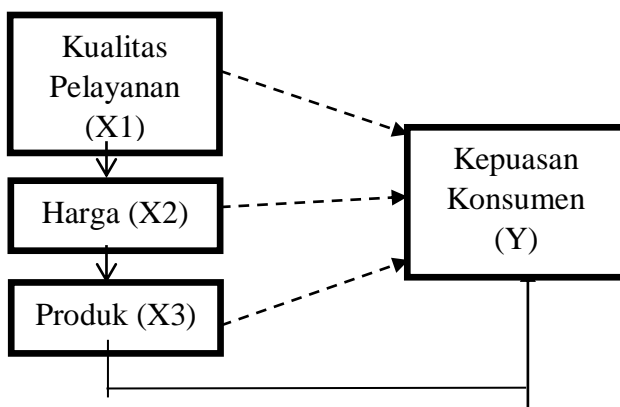 Kualitas
Pelayanan
(X1)
Harga (X2)
Produk (X3)
Kepuasan
Konsumen
(Y)